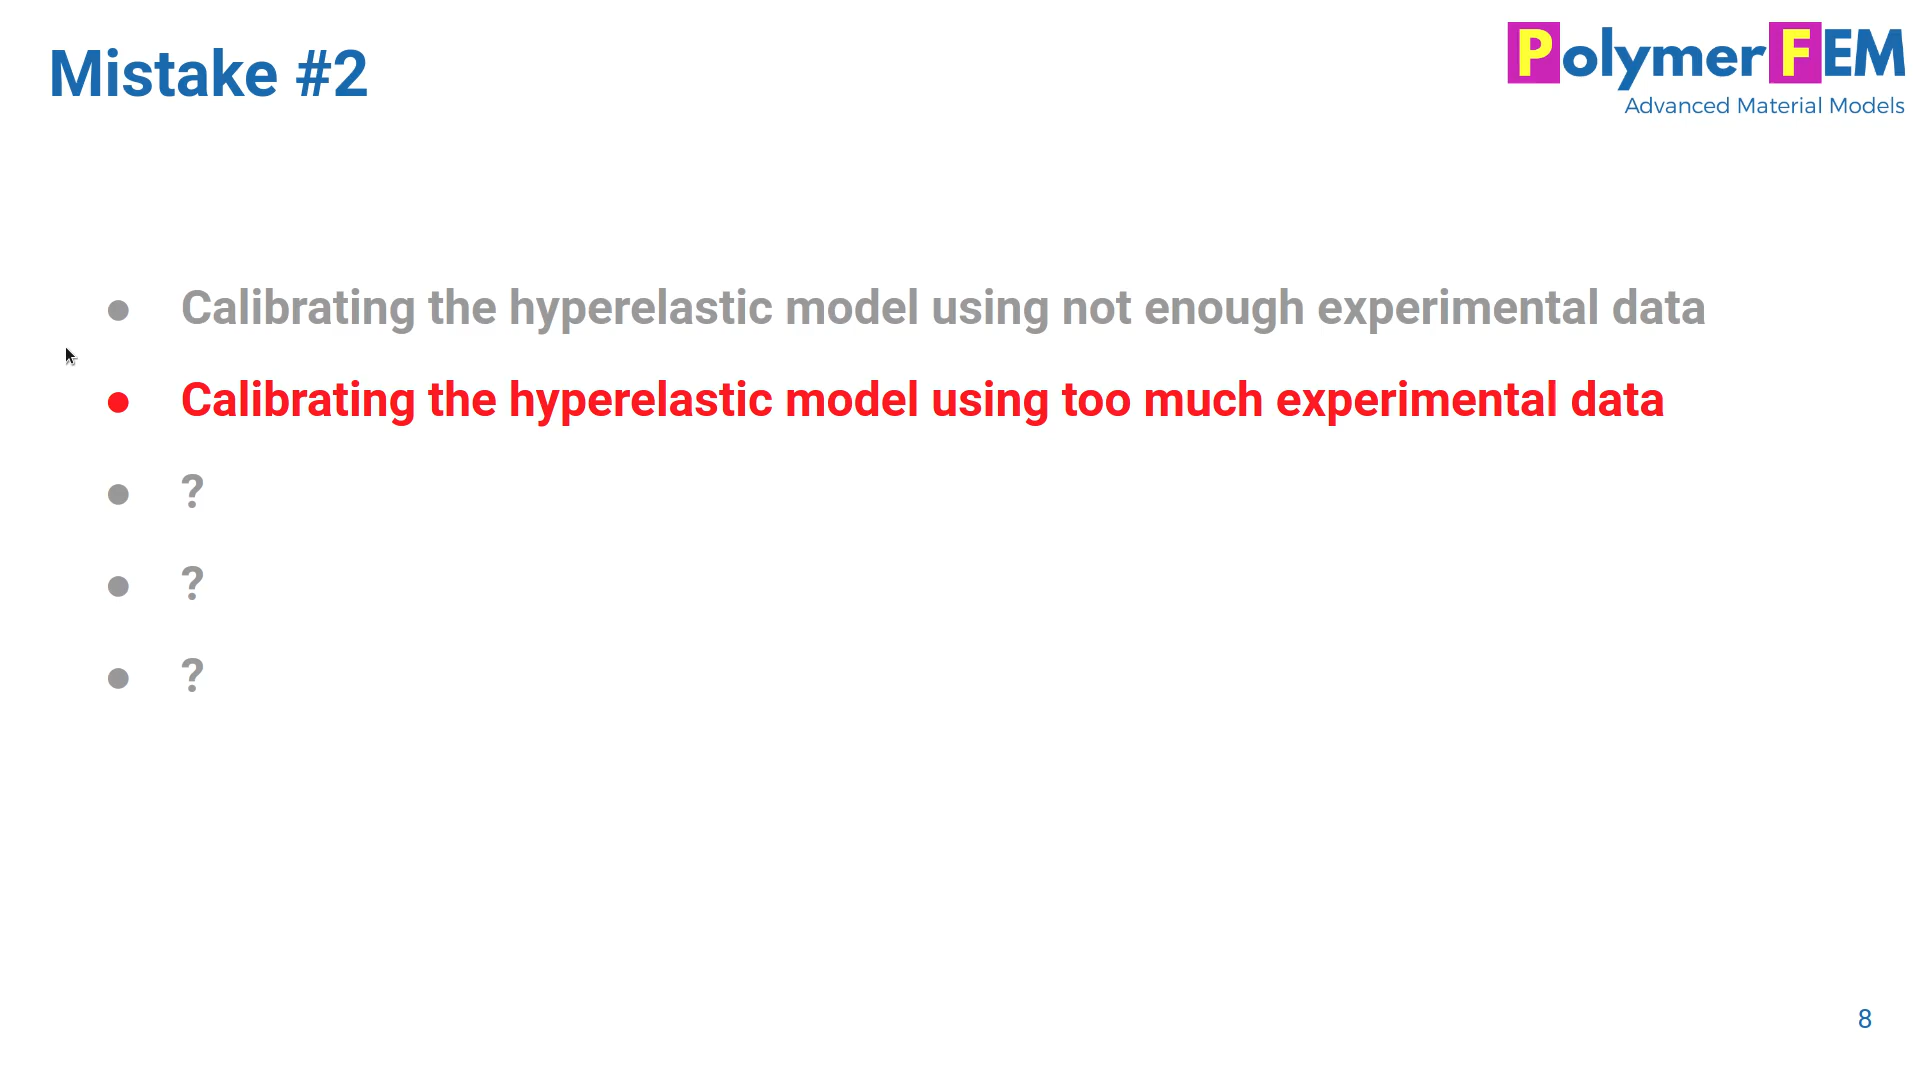 Mistake #2
PolymerFEM
Advanced Material Models
● Calibrating the hyperelastic model using not enough experimental data
● Calibrating the hyperelastic model using too much experimental data
● ?
● ?
● ?
8